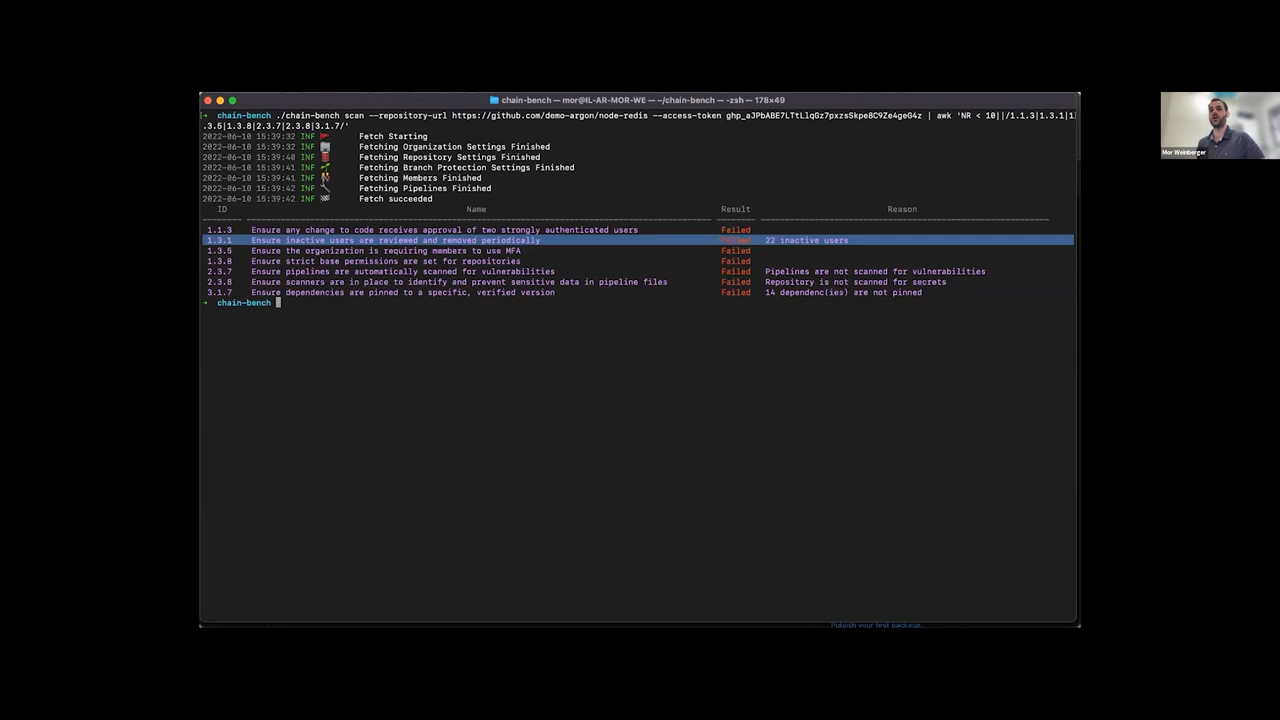 chain-bench — mor@IL-AR-MOR-WE — ~/chain-bench — -zsh — 178×49
→ chain-bench ./chain-bench scan --repository-url https://github.com/demo-argon/node-redis --access-token | awk 'NR < 10||/1.1.3|1.3.1|1
.3.5|1.3.8|2.3.7|2.3.8|3.1.7/'
2022-06-10 15:39:32 INF Fetch Starting
2022-06-10 15:39:32 INF Fetching Organization Settings Finished
2022-06-10 15:39:40 INF Fetching Repository Settings Finished
2022-06-10 15:39:41 INF Fetching Branch Protection Settings Finished
2022-06-10 15:39:41 INF Fetching Members Finished
2022-06-10 15:39:42 INF Fetching Pipelines Finished
2022-06-10 15:39:42 INF Fetch succeeded
ID Name Result Reason
1.1.3 Ensure any change to code receives approval of two strongly authenticated users Failed
1.3.1 Ensure inactive users are reviewed and removed periodically Failed 22 inactive users
1.3.5 Ensure the organization is requiring members to use MFA Failed
1.3.8 Ensure strict base permissions are set for repositories Failed
2.3.7 Ensure pipelines are automatically scanned for vulnerabilities Failed Pipelines are not scanned for vulnerabilities
2.3.8 Ensure scanners are in place to identify and prevent sensitive data in pipeline files Failed Repository is not scanned for secrets
3.1.7 Ensure dependencies are pinned to a specific, verified version Failed 14 dependenc(ies) are not pinned
→ chain-bench
Publish your first package
Mor Weinberger